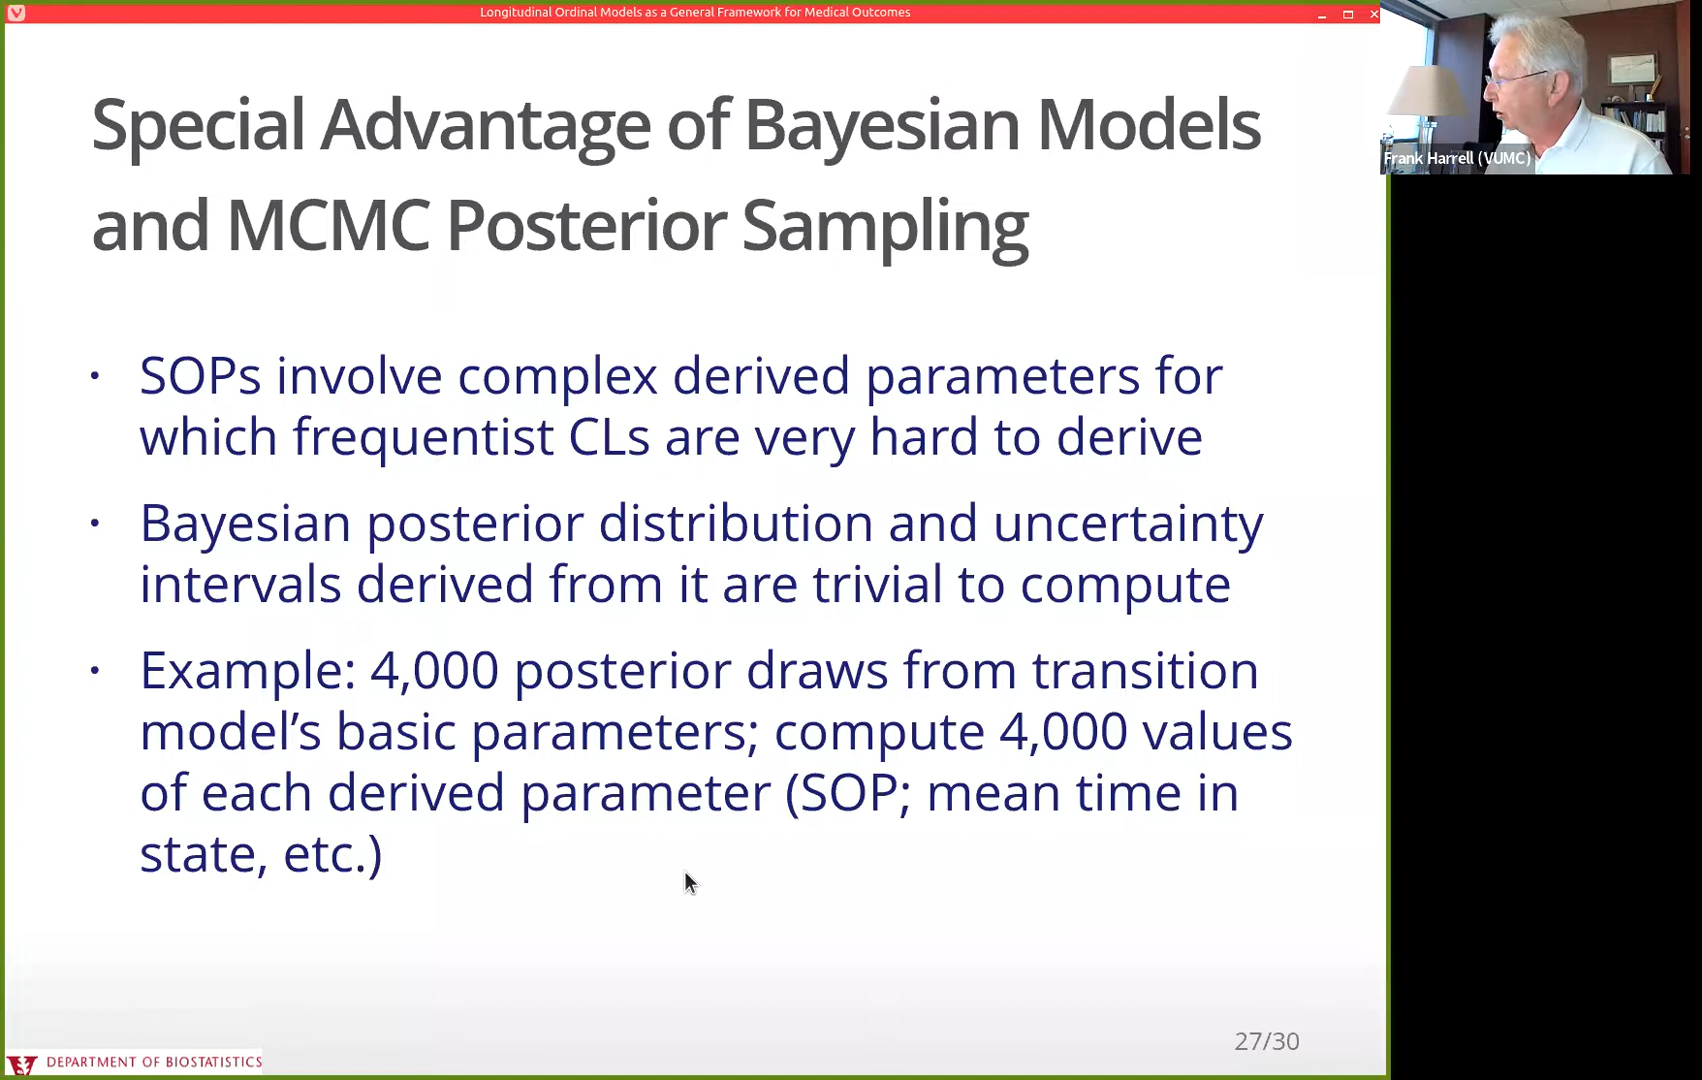 Longitudinal Ordinal Models as a General Framework for Medical Outcomes
Special Advantage of Bayesian Models
and MCMC Posterior Sampling
• SOPs involve complex derived parameters for
which frequentist CLs are very hard to derive
• Bayesian posterior distribution and uncertainty
intervals derived from it are trivial to compute
• Example: 4,000 posterior draws from transition
model’s basic parameters; compute 4,000 values
of each derived parameter (SOP; mean time in
state, etc.)
27/30
DEPARTMENT OF BIOSTATISTICS
Frank Harrell (VUMC)